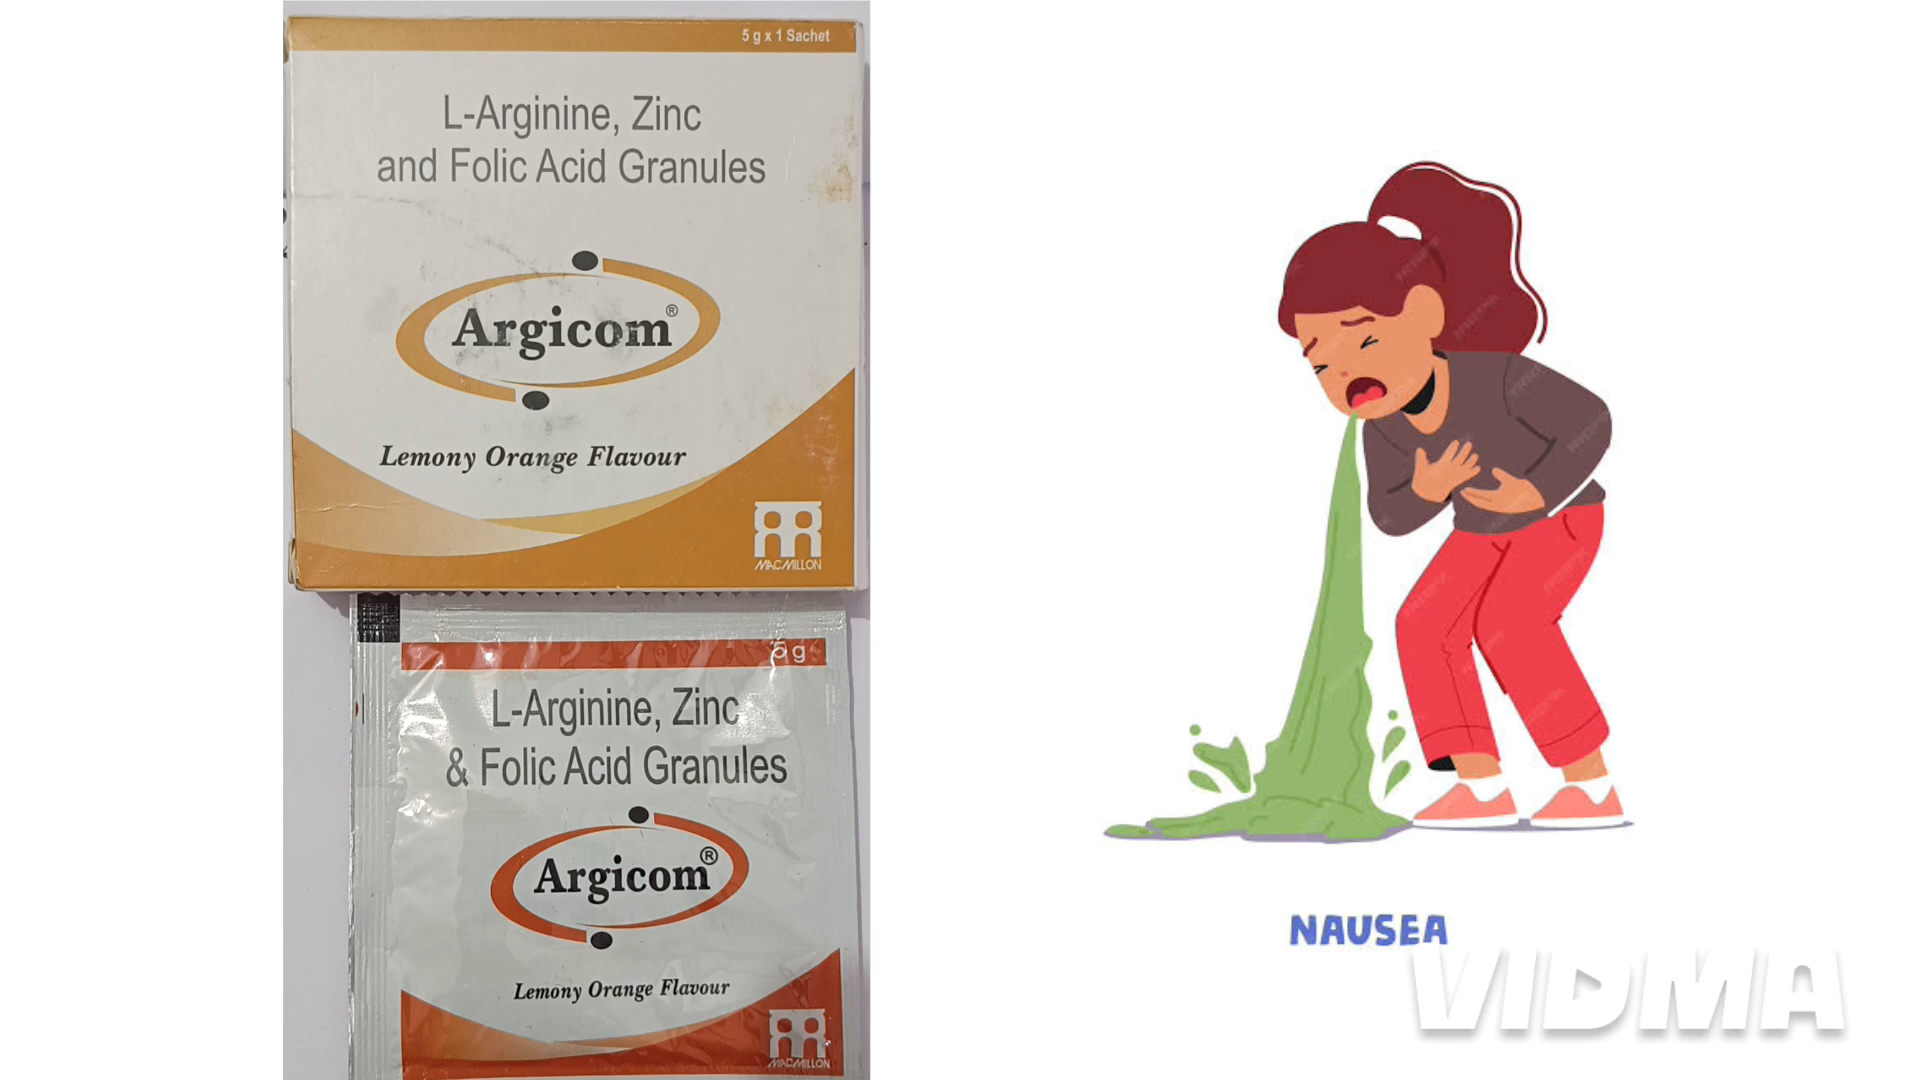 5 g x 1 Sachet
L-Arginine, Zinc
and Folic Acid Granules
Argicom®
Lemony Orange Flavour
MACMILLON
5 g
L-Arginine, Zinc
& Folic Acid Granules
Argicom®
Lemony Orange Flavour
MACMILLON
NAUSEA
VIDMA